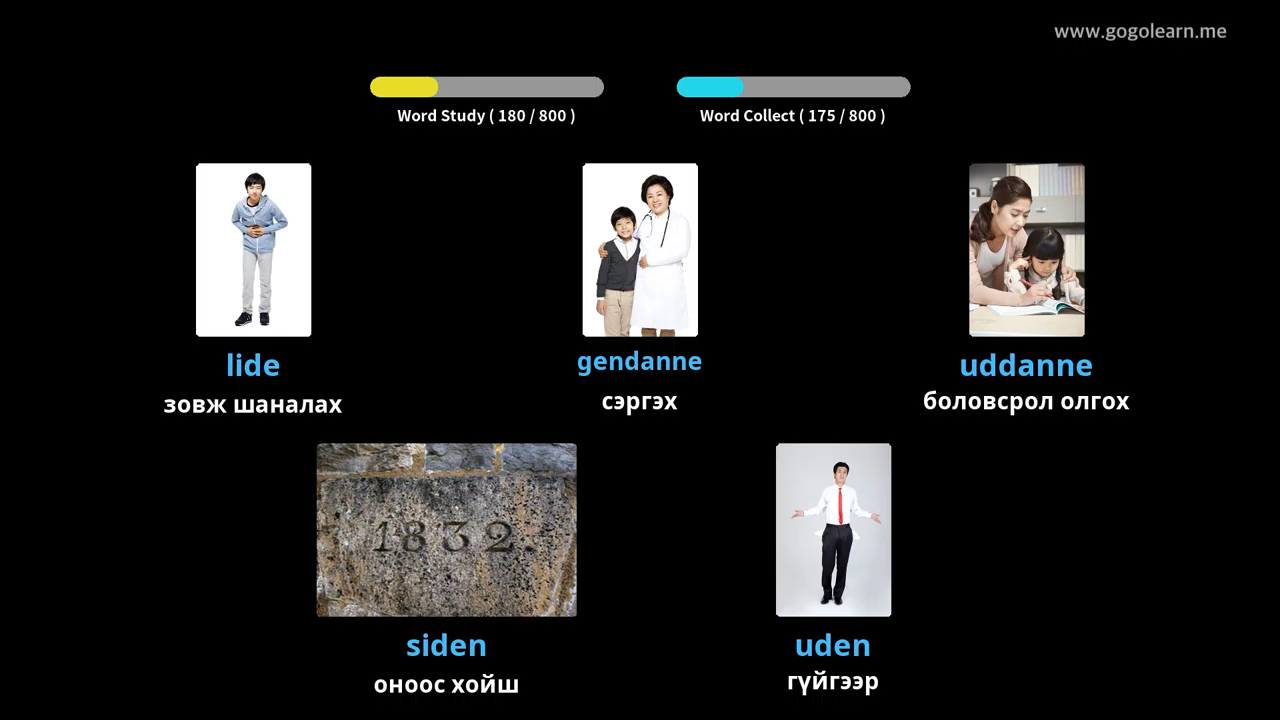 www.gogolearn.me
Word Study ( 180 / 800 )
Word Collect ( 175 / 800 )
lide
зовж шаналах
gendanne
сэргэх
uddanne
боловсрол олгох
1832
siden
оноос хойш
uden
гүйгээр